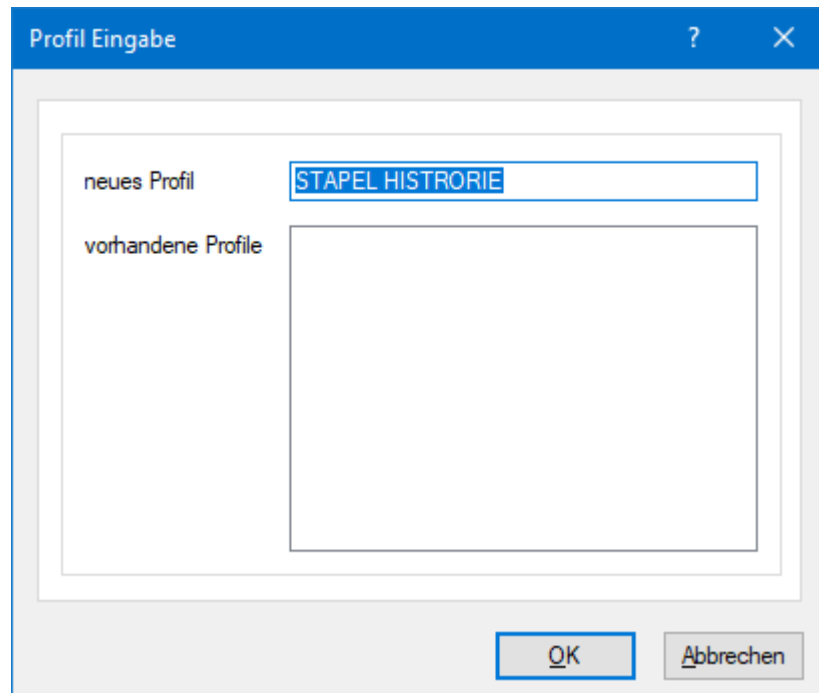 Profil Eingabe ?
neues Profil STAPEL HISTRORIE
vorhandene Profile
OK Abbrechen